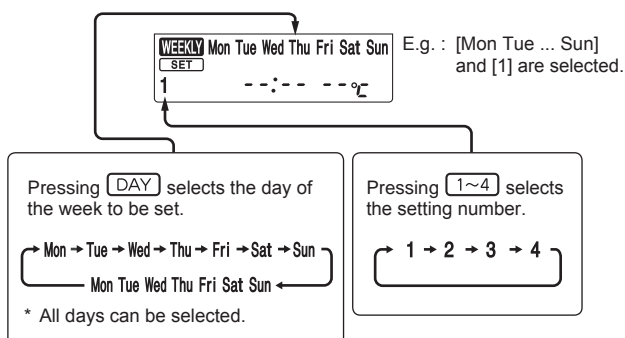 WEEKLY Mon Tue Wed Thu Fri Sat Sun
SET
1 --:-- --°C
E.g. : [Mon Tue ... Sun]
and [1] are selected.
Pressing DAY selects the day of
the week to be set.
Mon → Tue → Wed → Thu → Fri → Sat → Sun
Mon Tue Wed Thu Fri Sat Sun
* All days can be selected.
Pressing 1~4 selects
the setting number.
1 → 2 → 3 → 4